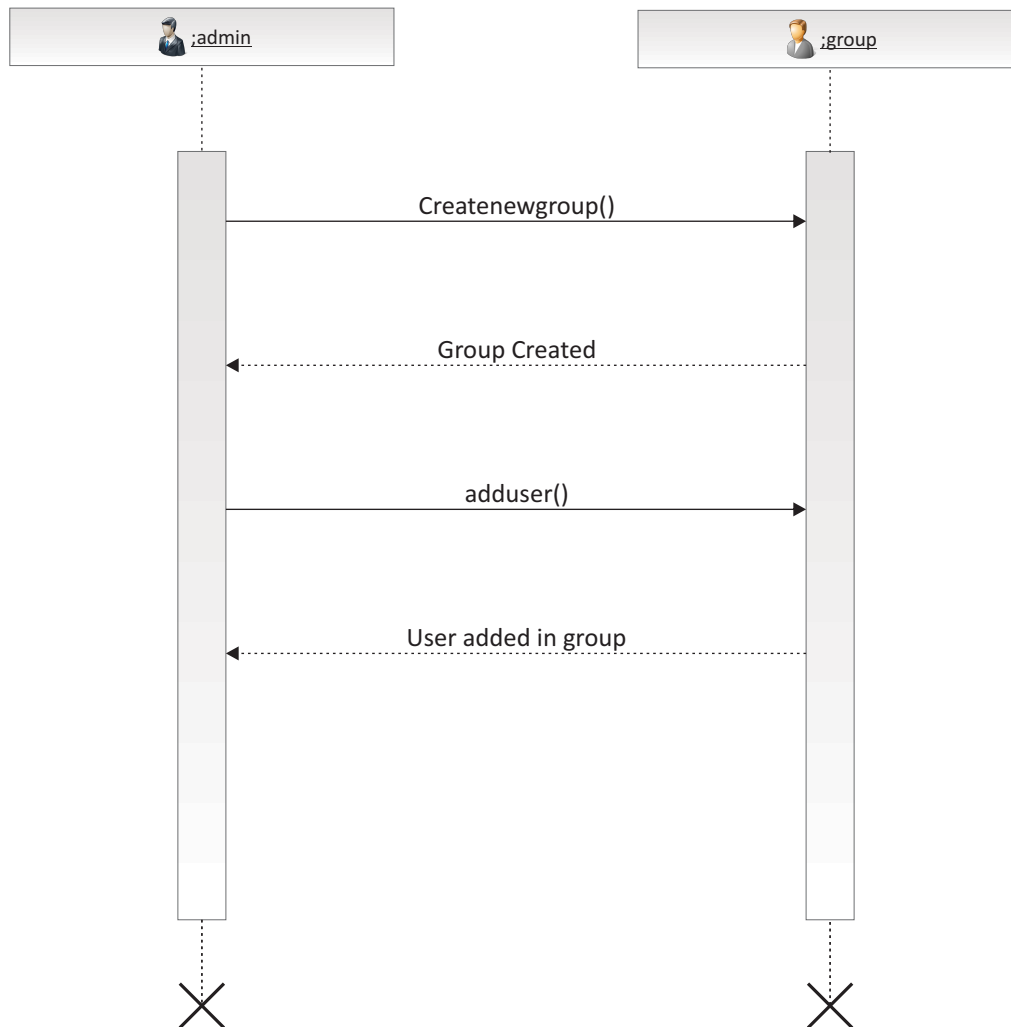 ;admin
;group
Createnewgroup()
Group Created
adduser()
User added in group